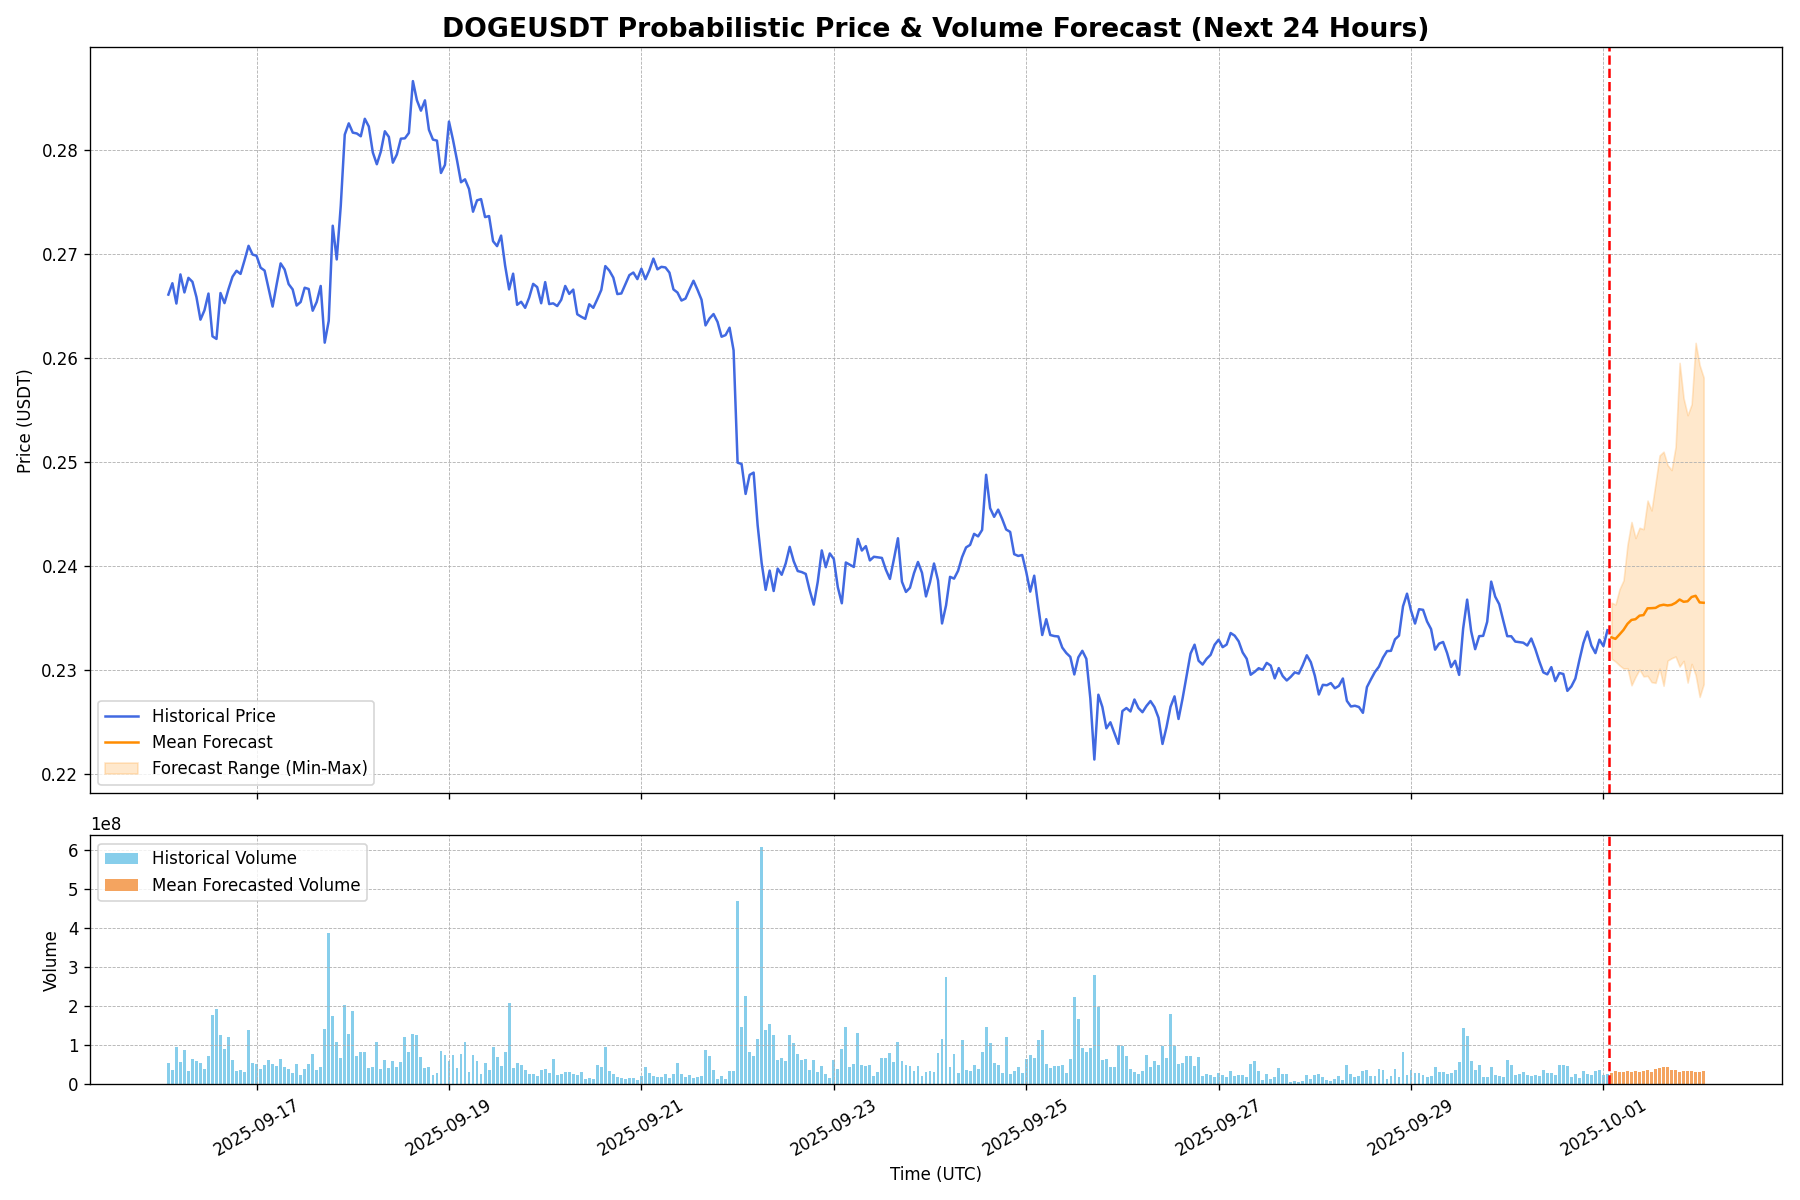 DOGEUSDT Probabilistic Price & Volume Forecast (Next 24 Hours)
Price (USDT)
0.28
0.27
0.26
0.25
0.24
0.23
0.22
Historical Price
Mean Forecast
Forecast Range (Min-Max)
1e8
Volume
6
5
4
3
2
1
0
Historical Volume
Mean Forecasted Volume
2025-09-17
2025-09-19
2025-09-21
2025-09-23
2025-09-25
2025-09-27
2025-09-29
2025-10-01
Time (UTC)